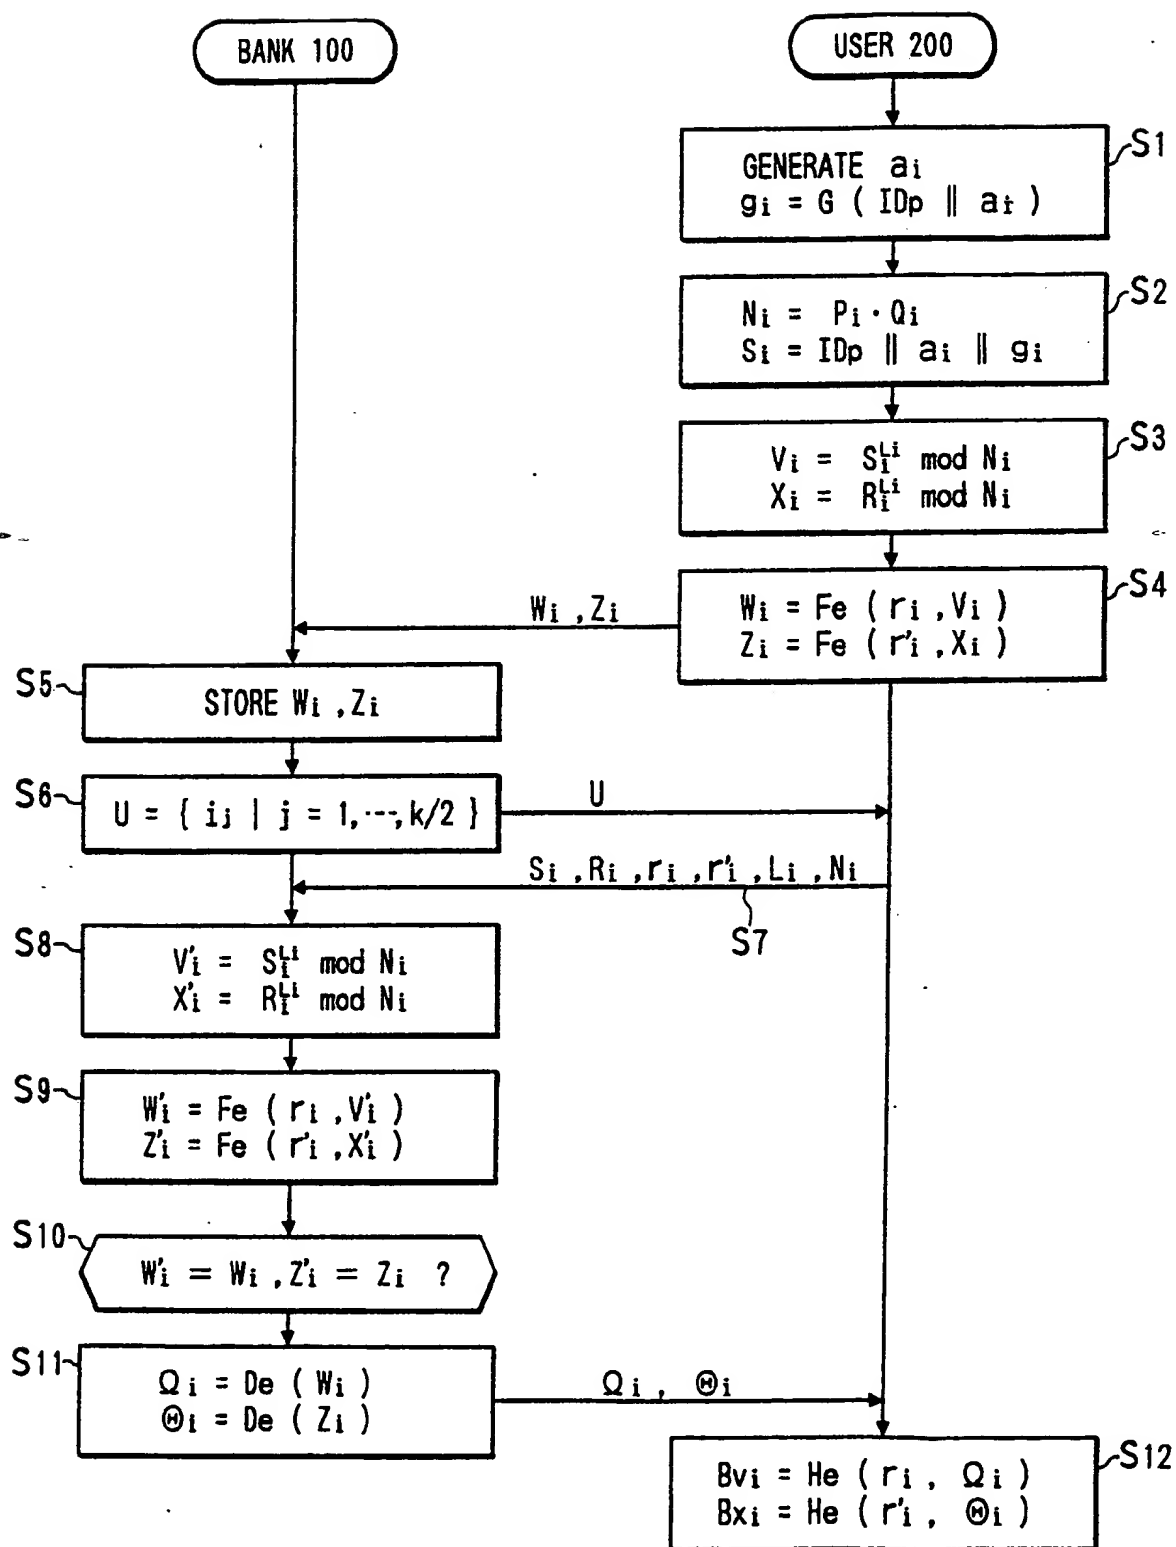 BANK 100
USER 200
S1
GENERATE ai
gi = G ( IDp || ai )
S2
Ni = Pi · Qi
Si = IDp || ai || gi
S3
Vi = Si^Li mod Ni
Xi = Ri^Li mod Ni
S4
Wi = Fe ( ri , Vi )
Zi = Fe ( r'i , Xi )
Wi , Zi
S5
STORE Wi , Zi
S6
U = { ij | j = 1, ···, k/2 }
U
Si , Ri , ri , r'i , Li , Ni
S7
S8
V'i = Si^Li mod Ni
X'i = Ri^Li mod Ni
S9
W'i = Fe ( ri , V'i )
Z'i = Fe ( r'i , X'i )
S10
W'i = Wi , Z'i = Zi ?
S11
Ωi = De ( Wi )
Θi = De ( Zi )
Ωi , Θi
S12
Bvi = He ( ri , Ωi )
Bxi = He ( r'i , Θi )